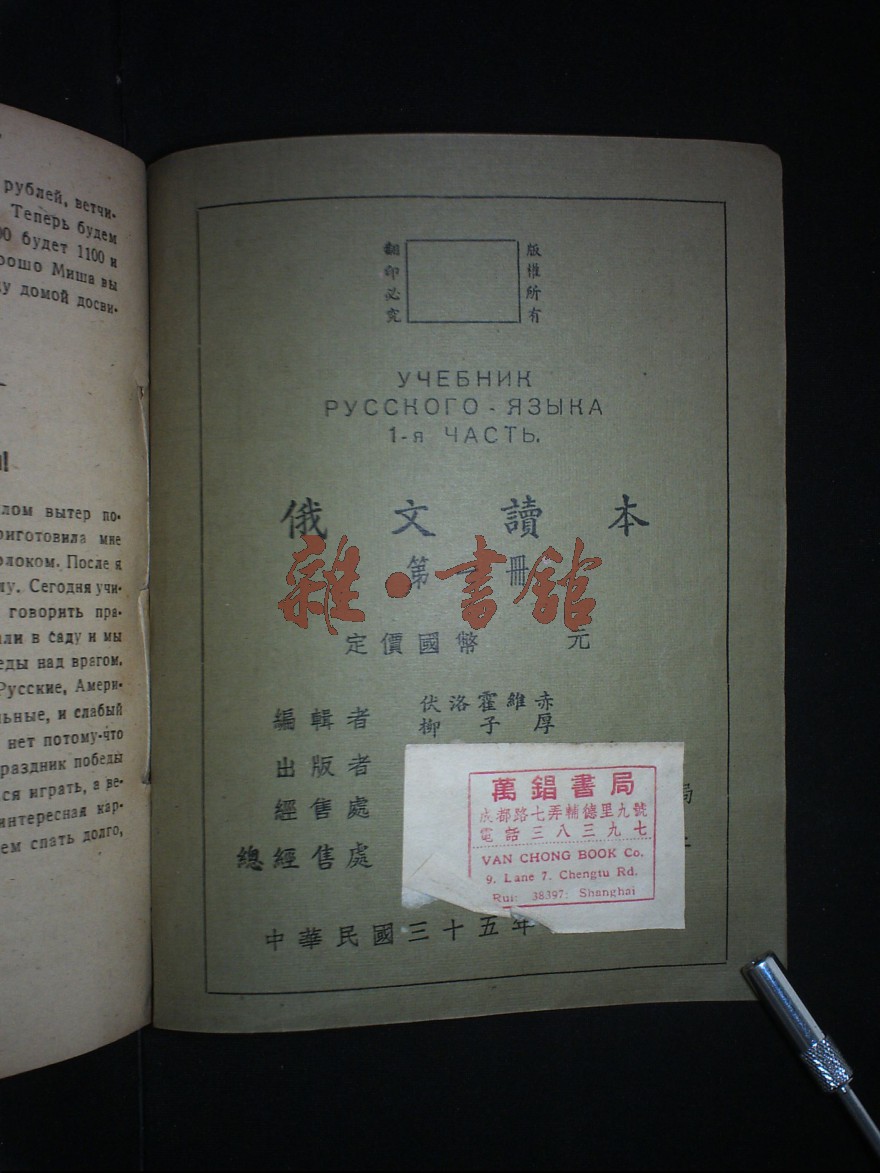 рублей, ветчи-
Теперь будем
00 будет 1100 и
рошо Миша вы
у домой досви-
лом вытер по-
риготовила мне
олоком. После я
му. Сегодня учи-
говорить пра-
али в саду и мы
еды над врагом.
Русские, Амери-
льные, и слабый
нет потому-что
раздник победы
ся играть, а ве-
интересная кар-
ем спать долго,
版權所有
翻印必究
УЧЕБНИК
РУССКОГО - ЯЗЫКА
1-я ЧАСТЬ.
俄文讀本
第 冊
雜·書館
定價國幣 元
編輯者 伏洛霍維赤
柳子厚
出版者
經售處 局
總經售處
中華民國三十五年
萬錩書局
成都路七弄輔德里九號
電話三八三九七
VAN CHONG BOOK Co.
9. Lane 7. Chengtu Rd.
38397: Shanghai